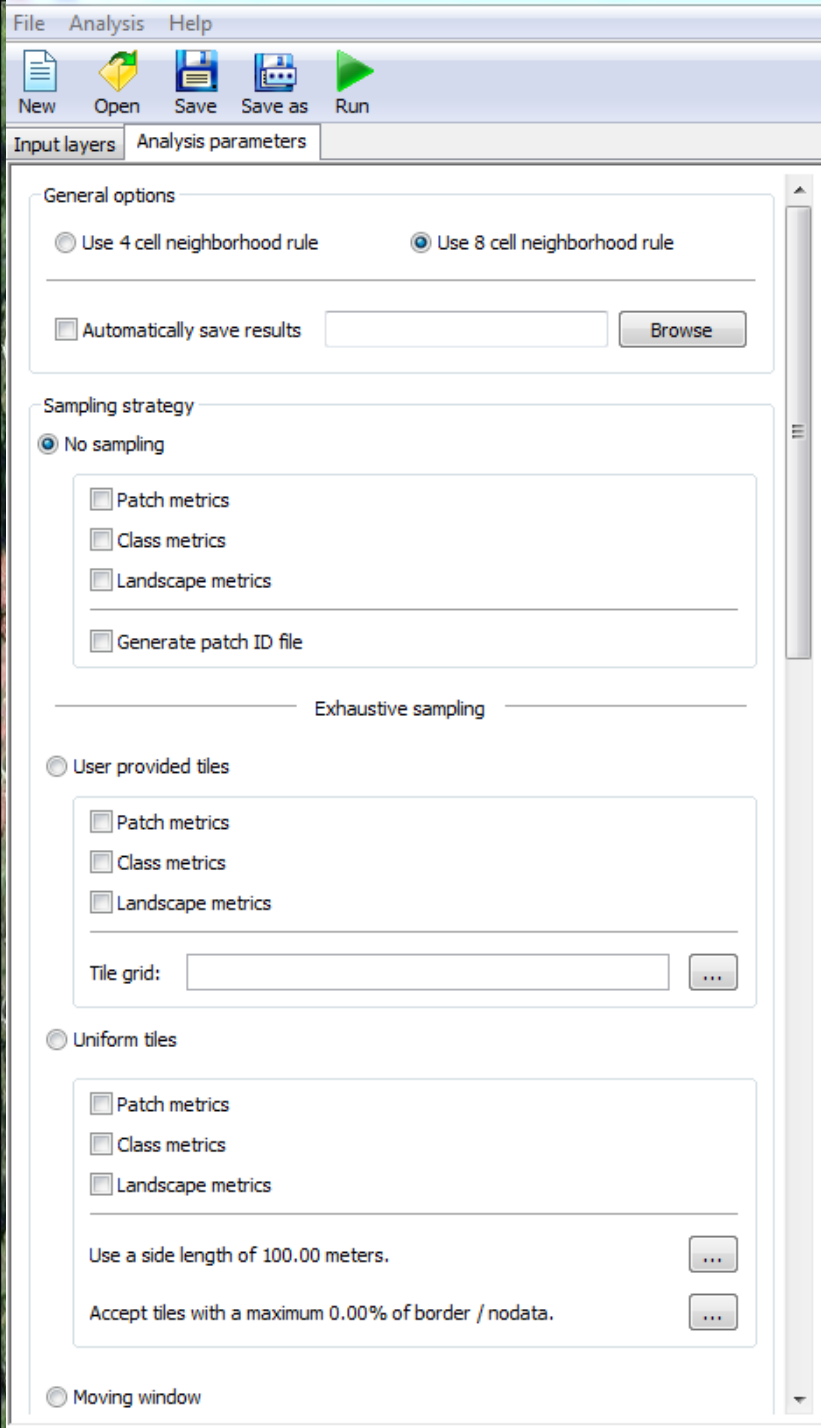 File Analysis Help
New Open Save Save as Run
Input layers Analysis parameters
General options
Use 4 cell neighborhood rule Use 8 cell neighborhood rule
Automatically save results Browse
Sampling strategy
No sampling
Patch metrics
Class metrics
Landscape metrics
Generate patch ID file
Exhaustive sampling
User provided tiles
Patch metrics
Class metrics
Landscape metrics
Tile grid: ...
Uniform tiles
Patch metrics
Class metrics
Landscape metrics
Use a side length of 100.00 meters. ...
Accept tiles with a maximum 0.00% of border / nodata. ...
Moving window